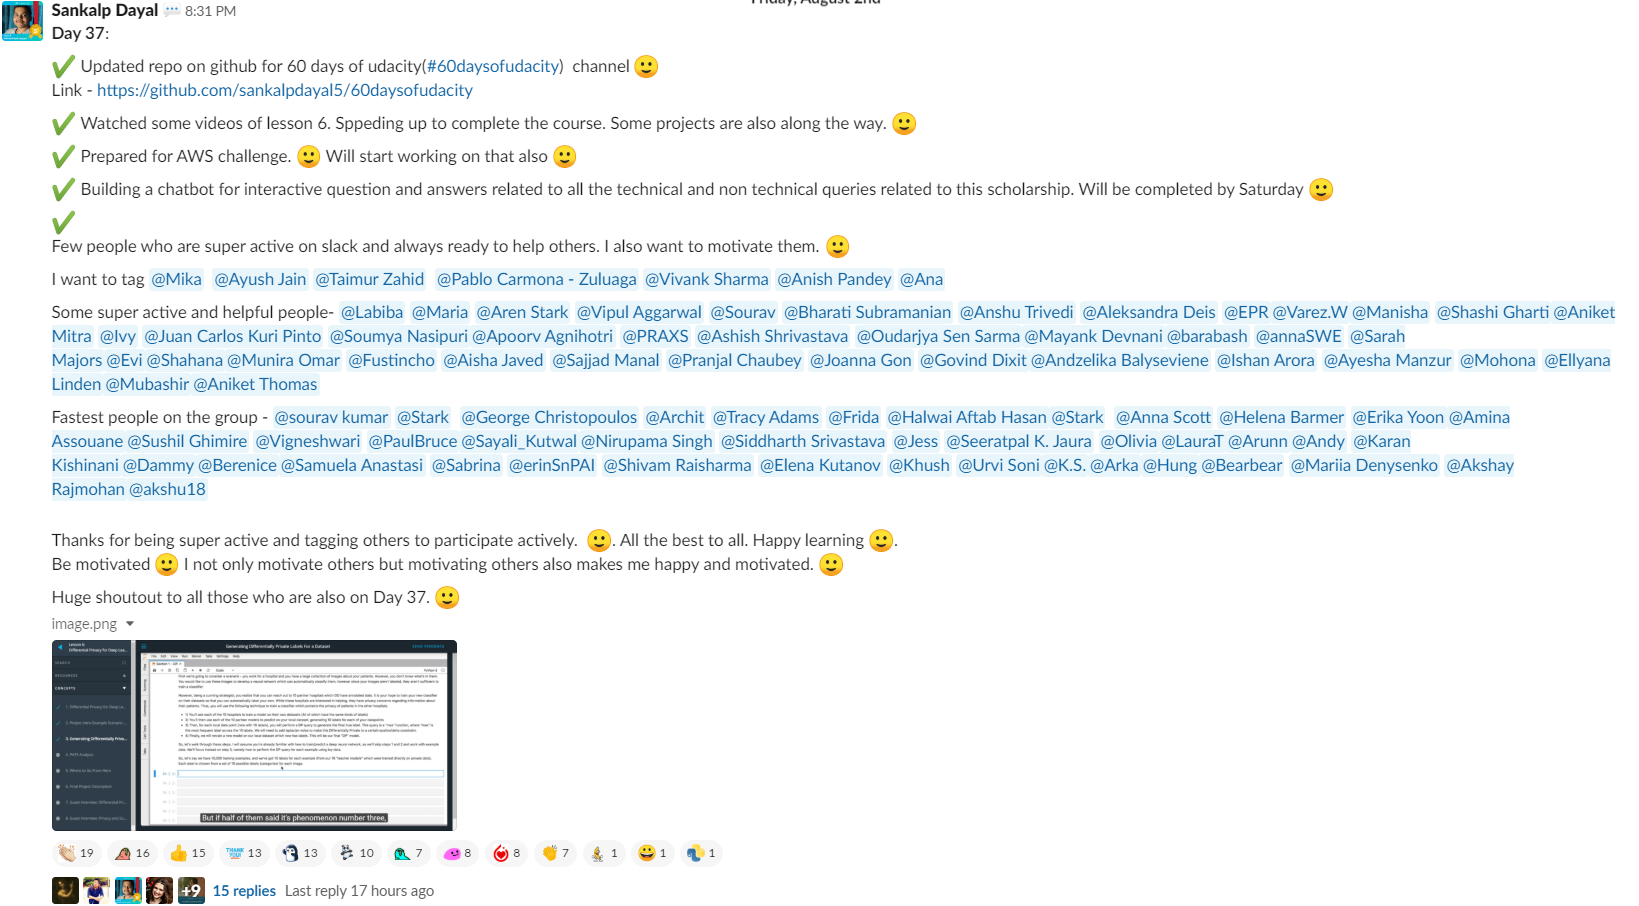 Friday, August 2nd
Sankalp Dayal 8:31 PM
Day 37:
Updated repo on github for 60 days of udacity(#60daysofudacity) channel
Link - https://github.com/sankalpdayal5/60daysofudacity
Watched some videos of lesson 6. Sppeding up to complete the course. Some projects are also along the way.
Prepared for AWS challenge. Will start working on that also
Building a chatbot for interactive question and answers related to all the technical and non technical queries related to this scholarship. Will be completed by Saturday
Few people who are super active on slack and always ready to help others. I also want to motivate them.
I want to tag @Mika @Ayush Jain @Taimur Zahid @Pablo Carmona - Zuluaga @Vivank Sharma @Anish Pandey @Ana
Some super active and helpful people- @Labiba @Maria @Aren Stark @Vipul Aggarwal @Sourav @Bharati Subramanian @Anshu Trivedi @Aleksandra Deis @EPR @Varez.W @Manisha @Shashi Gharti @Aniket
Mitra @Ivy @Juan Carlos Kuri Pinto @Soumya Nasipuri @Apoorv Agnihotri @PRAXS @Ashish Shrivastava @Oudarjya Sen Sarma @Mayank Devnani @barabash @annaSWE @Sarah
Majors @Evi @Shahana @Munira Omar @Fustincho @Aisha Javed @Sajjad Manal @Pranjal Chaubey @Joanna Gon @Govind Dixit @Andzelika Balyseviene @Ishan Arora @Ayesha Manzur @Mohona @Ellyana
Linden @Mubashir @Aniket Thomas
Fastest people on the group - @sourav kumar @Stark @George Christopoulos @Archit @Tracy Adams @Frida @Halwai Aftab Hasan @Stark @Anna Scott @Helena Barmer @Erika Yoon @Amina
Assouane @Sushil Ghimire @Vigneshwari @PaulBruce @Sayali_Kutwal @Nirupama Singh @Siddharth Srivastava @Jess @Seeratpal K. Jaura @Olivia @LauraT @Arunn @Andy @Karan
Kishinani @Dammy @Berenice @Samuela Anastasi @Sabrina @erinSnPAI @Shivam Raisharma @Elena Kutanov @Khush @Urvi Soni @K.S. @Arka @Hung @Bearbear @Mariia Denysenko @Akshay
Rajmohan @akshu18
Thanks for being super active and tagging others to participate actively. . All the best to all. Happy learning .
Be motivated I not only motivate others but motivating others also makes me happy and motivated.
Huge shoutout to all those who are also on Day 37.
image.png
Generating Differentially Private Labels For a Dataset
But if half of them said it's phenomenon number three,
19 16 15 THANK YOU! 13 13 10 7 8 8 7 1 1 1
+9 15 replies Last reply 17 hours ago